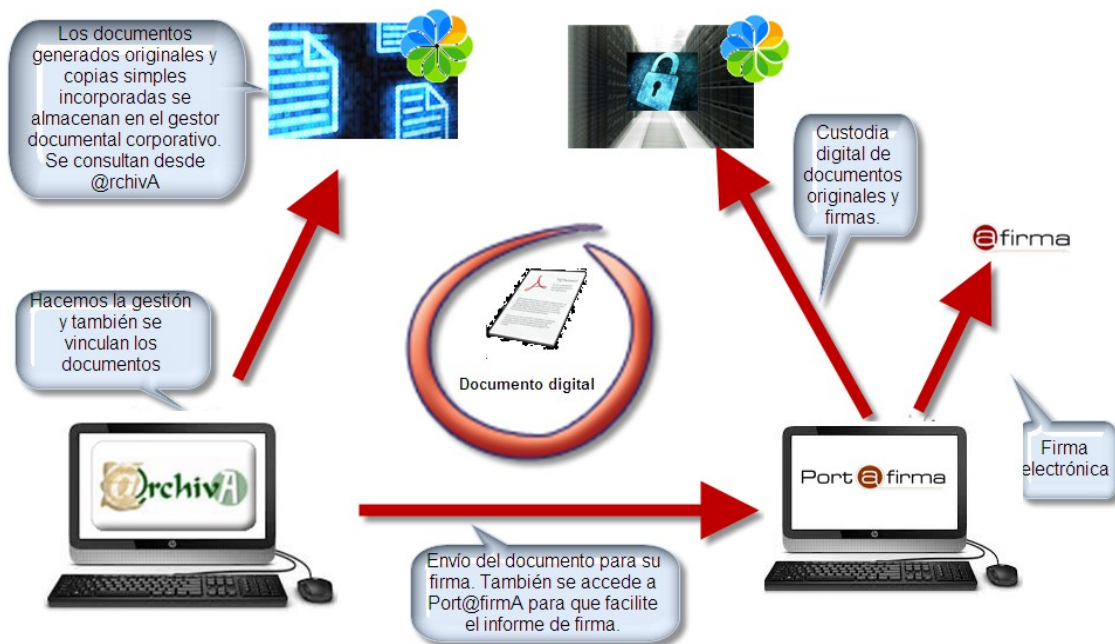 Los documentos
generados originales y
copias simples
incorporadas se
almacenan en el gestor
documental corporativo.
Se consultan desde
@rchivA
Custodia
digital de
documentos
originales y
firmas.
@firma
Hacemos la gestión
y también se
vinculan los
documentos
Documento digital
@rchivA
Port@firma
Firma
electrónica
Envío del documento para su
firma. También se accede a
Port@firmA para que facilite
el informe de firma.